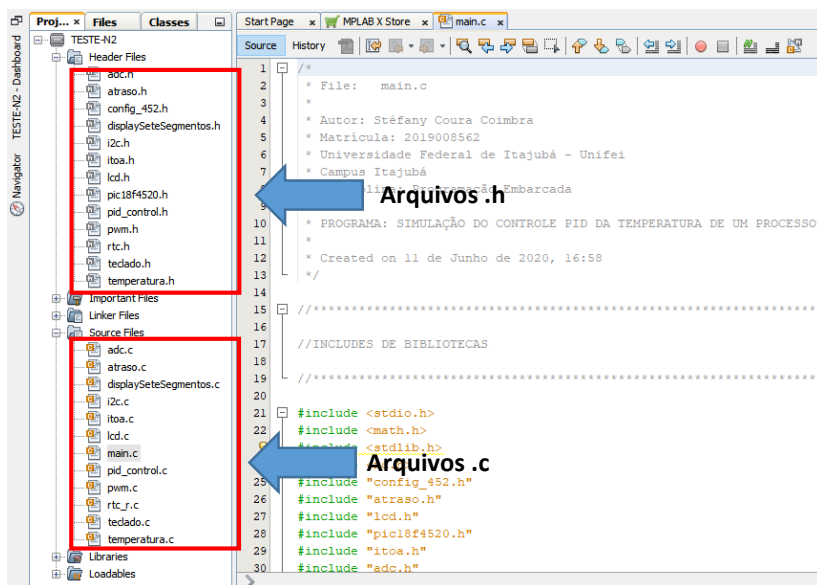 Proj... × Files Classes
Start Page × MPLAB X Store × main.c ×
Dashboard
TESTE-N2 -
Navigator
TESTE-N2
Header Files
adc.h
atraso.h
config_452.h
displaySeteSegmentos.h
i2c.h
itoa.h
lcd.h
pic18f4520.h
pid_control.h
pwm.h
rtc.h
teclado.h
temperatura.h
Important Files
Linker Files
Source Files
adc.c
atraso.c
displaySeteSegmentos.c
i2c.c
itoa.c
lcd.c
main.c
pid_control.c
pwm.c
rtc_r.c
teclado.c
temperatura.c
Libraries
Loadables
Source History
1 /*
2 * File: main.c
3 *
4 * Autor: Stéfany Coura Coimbra
5 * Matrícula: 2019008562
6 * Universidade Federal de Itajubá - Unifei
7 * Campus Itajubá
Programação Embarcada
Arquivos .h
10 * PROGRAMA: SIMULAÇÃO DO CONTROLE PID DA TEMPERATURA DE UM PROCESSO
11 *
12 * Created on 11 de Junho de 2020, 16:58
13 */
14
15 //************************************************************
16
17 //INCLUDES DE BIBLIOTECAS
18
19 //************************************************************
20
21 #include <stdio.h>
22 #include <math.h>
#include <stdlib.h>
Arquivos .c
25 #include "config_452.h"
26 #include "atraso.h"
27 #include "lcd.h"
28 #include "pic18f4520.h"
29 #include "itoa.h"
30 #include "adc.h"